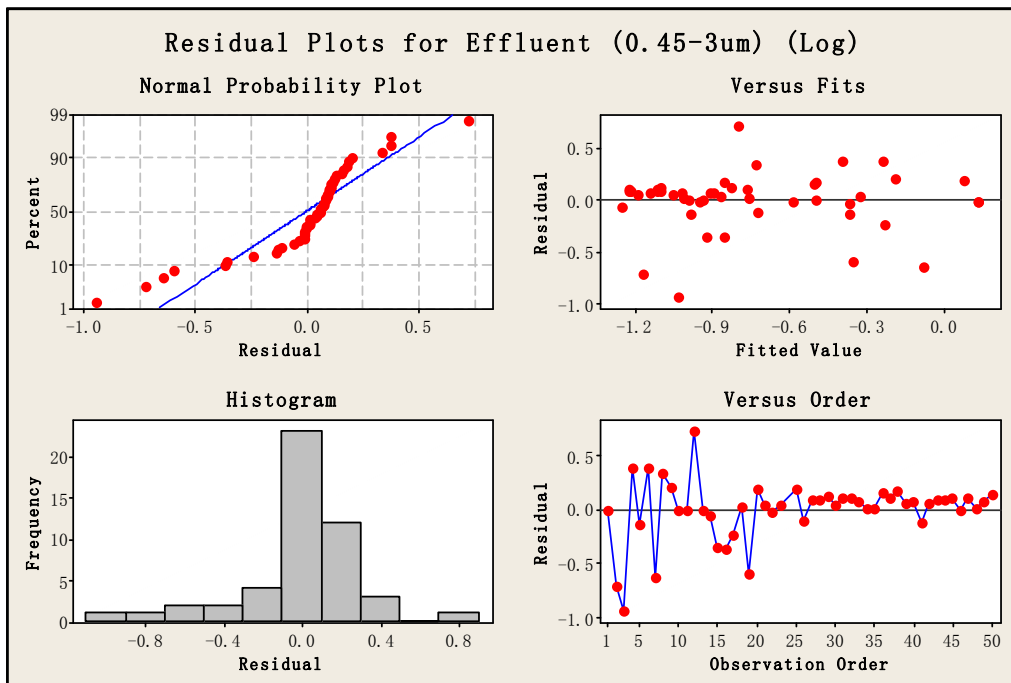 Residual Plots for Effluent (0.45-3um) (Log)
Normal Probability Plot
Percent
99
90
50
10
1
-1.0 -0.5 0.0 0.5
Residual
Versus Fits
Residual
0.5
0.0
-0.5
-1.0
-1.2 -0.9 -0.6 -0.3 0.0
Fitted Value
Histogram
Frequency
20
15
10
5
0
-0.8 -0.4 0.0 0.4 0.8
Residual
Versus Order
Residual
0.5
0.0
-0.5
-1.0
1 5 10 15 20 25 30 35 40 45 50
Observation Order